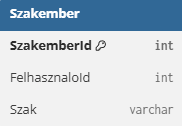 Szakember
SzakemberId int
FelhasznaloId int
Szak varchar